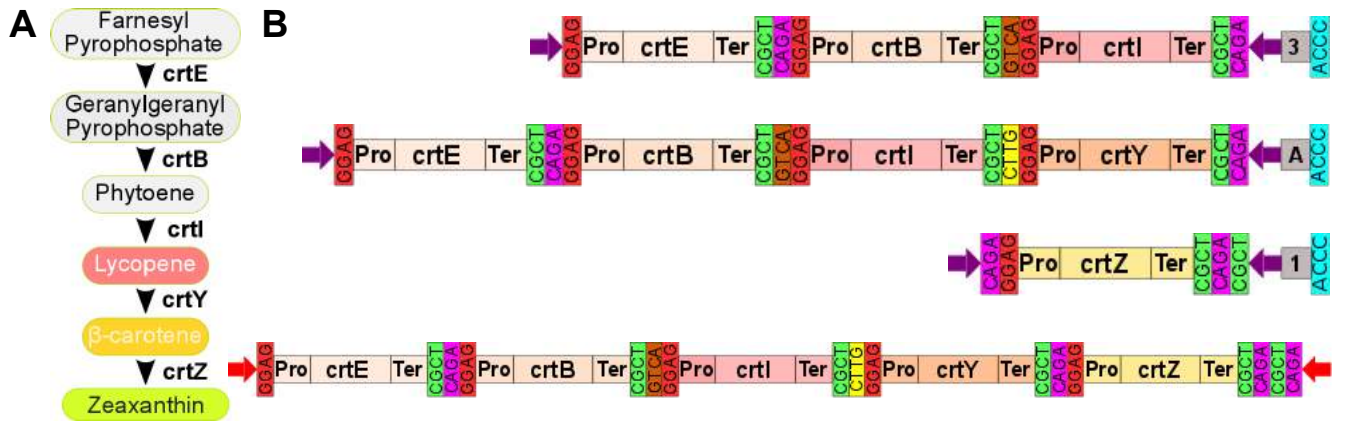 A
Farnesyl
Pyrophosphate
crtE
Geranylgeranyl
Pyrophosphate
crtB
Phytoene
crtI
Lycopene
crtY
β-carotene
crtZ
Zeaxanthin
B
GGAG Pro crtE Ter CGCT CAGA GGAG Pro crtB Ter CGCT GTCA GGAG Pro crtI Ter CGCT CAGA 3 ACCC
GGAG Pro crtE Ter CGCT CAGA GGAG Pro crtB Ter CGCT GTCA GGAG Pro crtI Ter CGCT CTTG GGAG Pro crtY Ter CGCT CAGA A ACCC
CAGA GGAG Pro crtZ Ter CGCT CAGA CGCT 1 ACCC
GGAG Pro crtE Ter CGCT CAGA GGAG Pro crtB Ter CGCT GTCA GGAG Pro crtI Ter CGCT CTTG GGAG Pro crtY Ter CGCT CAGA GGAG Pro crtZ Ter CGCT CAGA CGCT CAGA